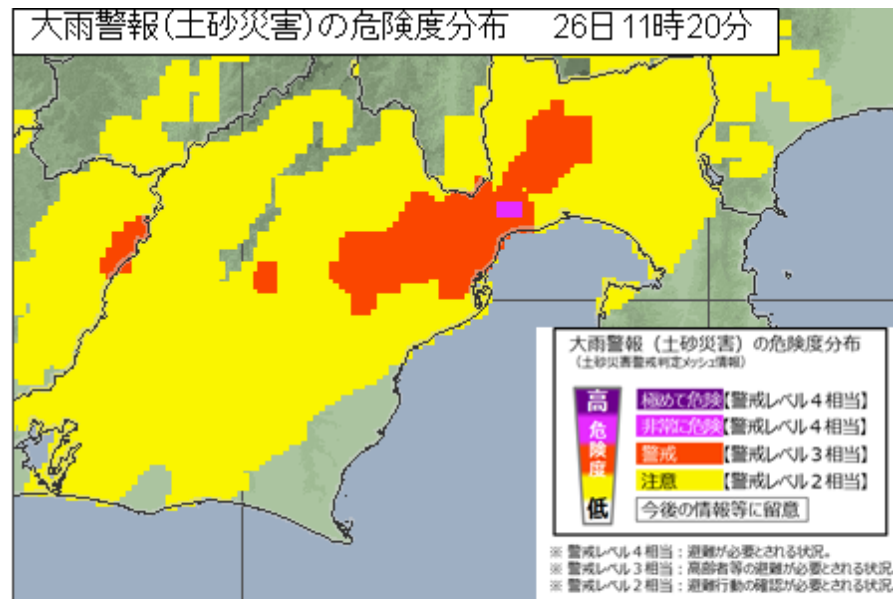 大雨警報(土砂災害)の危険度分布　26日11時20分
大雨警報（土砂災害）の危険度分布
（土砂災害警戒判定メッシュ情報）
高
危険度
低
極めて危険【警戒レベル４相当】
非常に危険【警戒レベル４相当】
警戒【警戒レベル３相当】
注意【警戒レベル２相当】
今後の情報等に留意
※ 警戒レベル４相当：避難が必要とされる状況。
※ 警戒レベル３相当：高齢者等の避難が必要とされる状況
※ 警戒レベル２相当：避難行動の確認が必要とされる状況